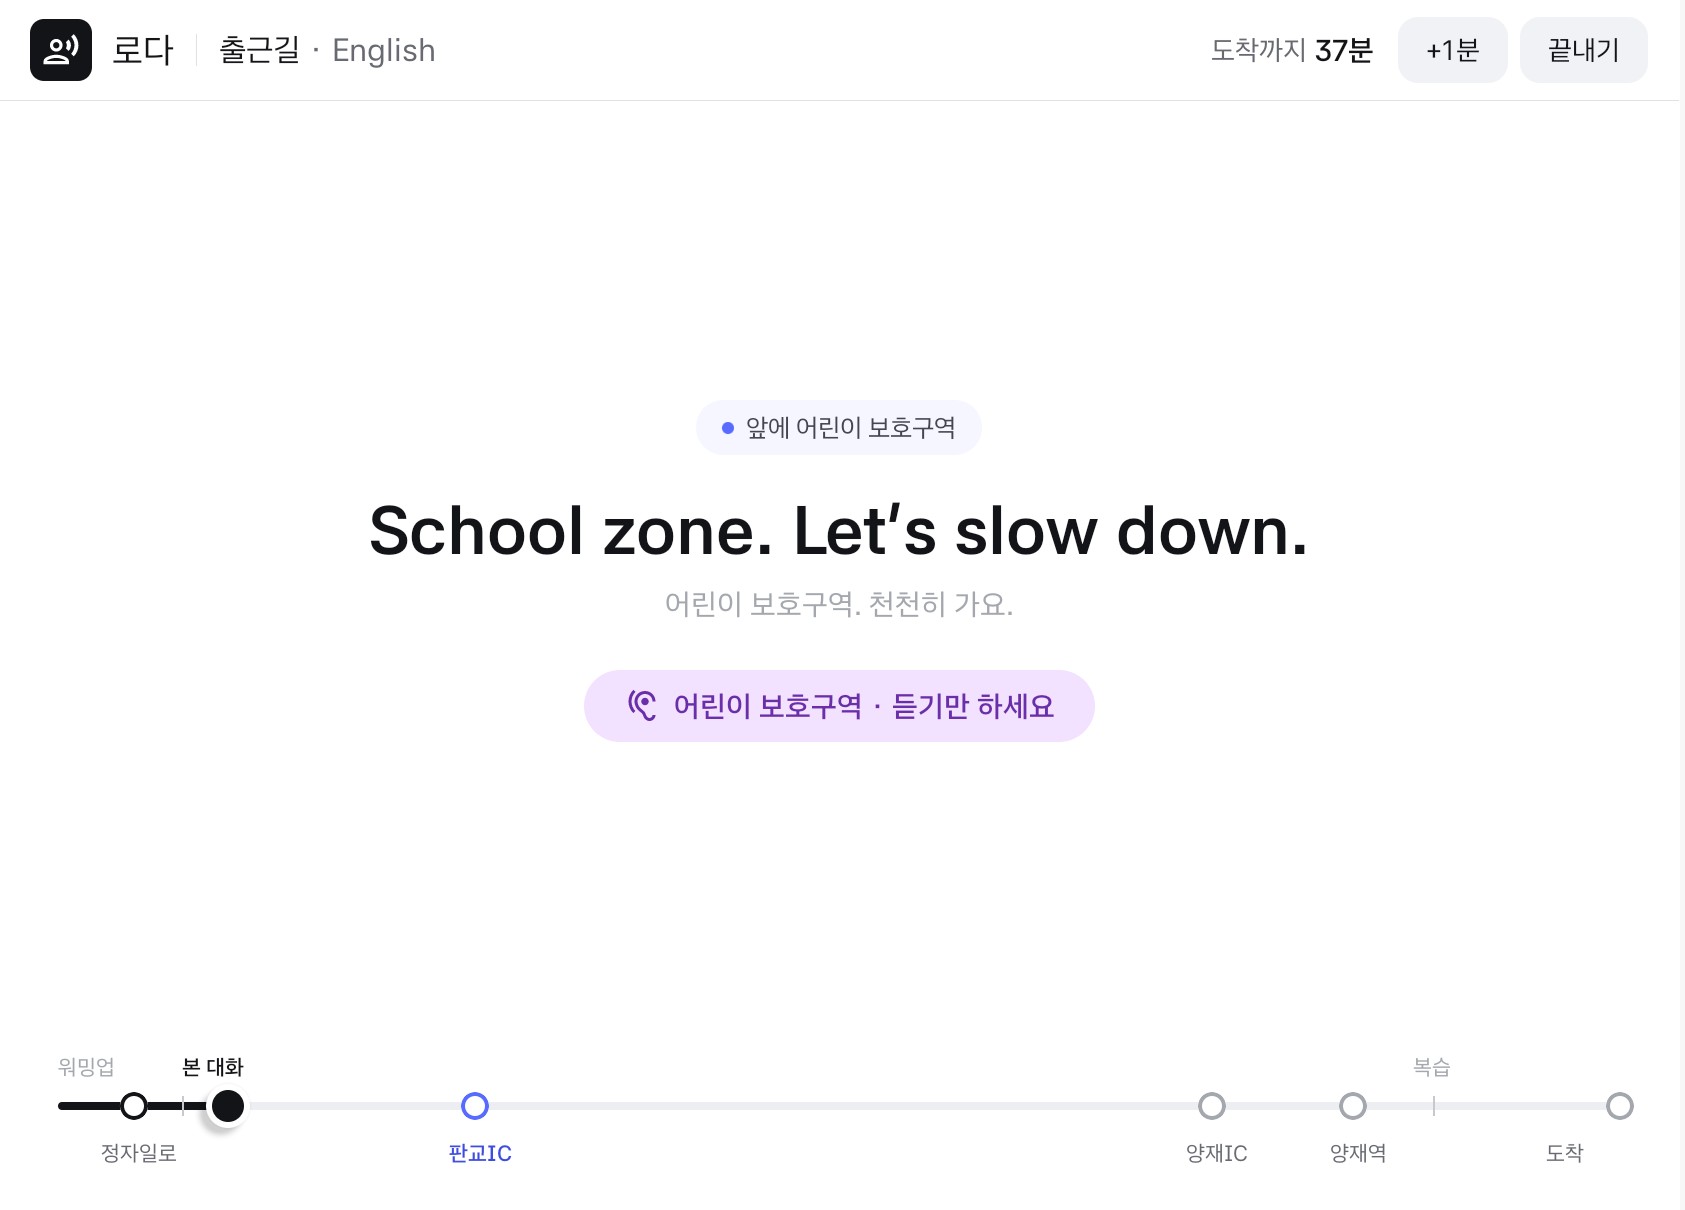 로다 출근길 · English 도착까지 37분 +1분 끝내기
앞에 어린이 보호구역
School zone. Let's slow down.
어린이 보호구역. 천천히 가요.
어린이 보호구역 · 듣기만 하세요
워밍업 본 대화 복습
정자일로 판교IC 양재IC 양재역 도착